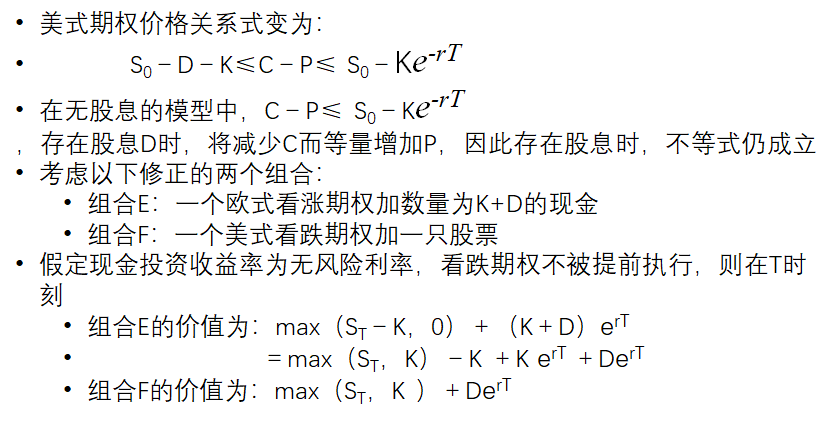 • 美式期权价格关系式变为：
• S₀－D－K≤C－P≤ S₀－Ke^-rT
• 在无股息的模型中，C－P≤ S₀－Ke^-rT
，存在股息D时，将减少C而等量增加P，因此存在股息时，不等式仍成立
• 考虑以下修正的两个组合：
• 组合E：一个欧式看涨期权加数量为K+D的现金
• 组合F：一个美式看跌期权加一只股票
• 假定现金投资收益率为无风险利率，看跌期权不被提前执行，则在T时
刻
• 组合E的价值为：max（S_T－K，0）＋（K＋D）e^rT
• ＝max（S_T，K）－K ＋K e^rT ＋De^rT
• 组合F的价值为：max（S_T，K ）＋De^rT